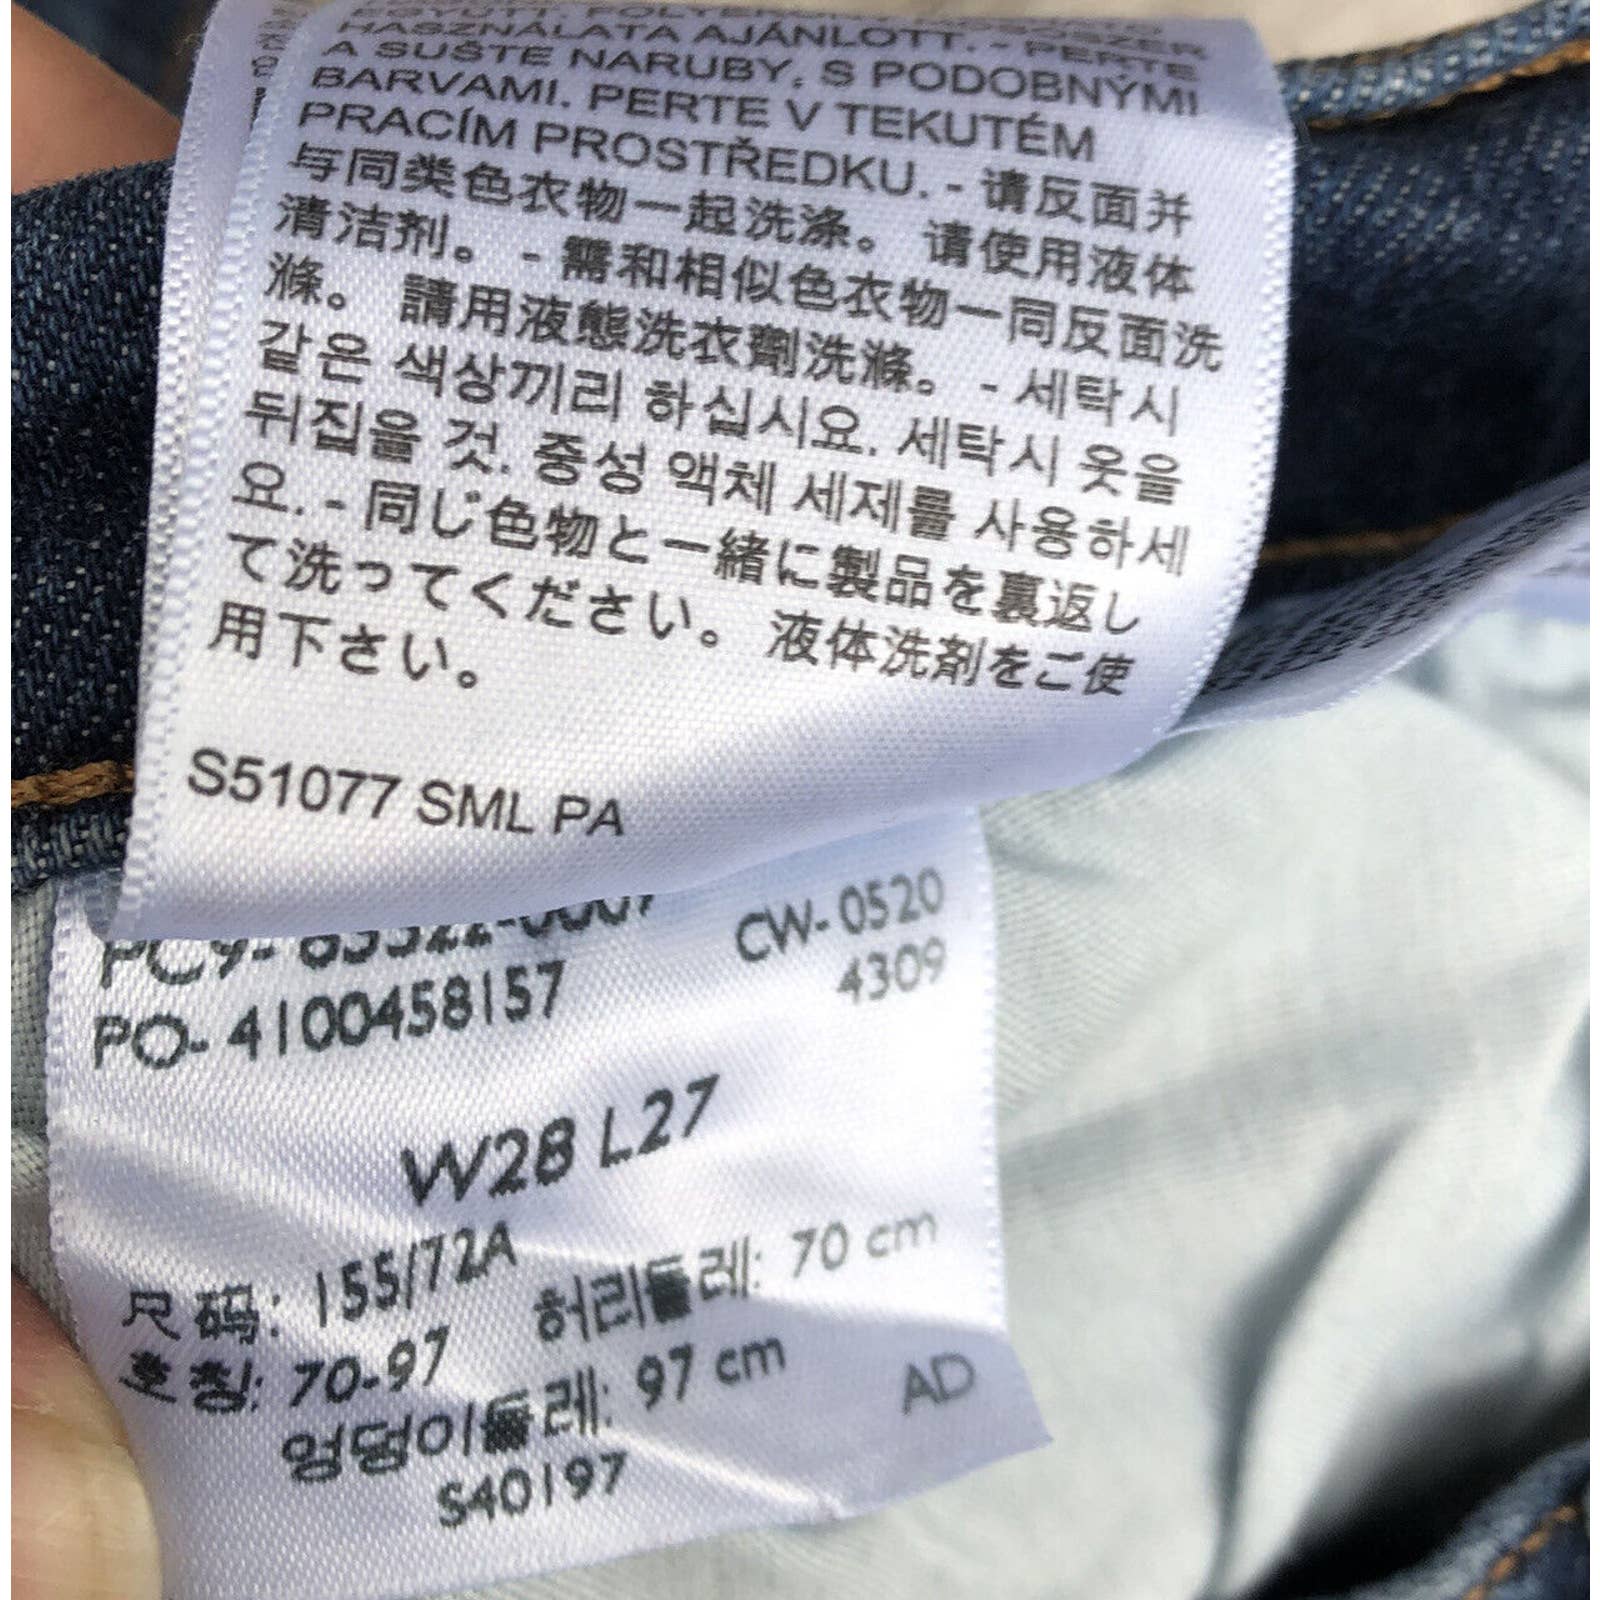 HASZNÁLATA AJÁNLOTT. - PERTE
A SUŠTE NARUBY, S PODOBNÝMI
BARVAMI. PERTE V TEKUTÉM
PRACÍM PROSTŘEDKU. - 请反面并
与同类色衣物一起洗涤。 请使用液体
清洁剂。 - 需和相似色衣物一同反面洗
滌。 請用液態洗衣劑洗滌。 - 세탁시
같은 색상끼리 하십시요. 세탁시 옷을
뒤집을 것. 중성 액체 세제를 사용하세
요. - 同じ色物と一緒に製品を裏返し
て洗ってください。 液体洗剤をご使
用下さい。
S51077 SML PA
CW- 0520
PO- 4100458157 4309
W28 L27
尺码: 155/72A
호칭: 70-97 허리둘레: 70 cm
엉덩이둘레: 97 cm AD
S40197